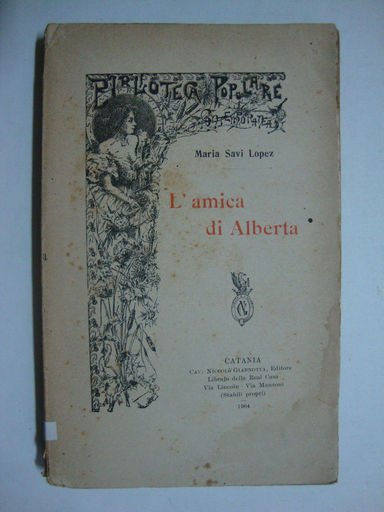 BIBLIOTECA POPOLARE
Maria Savi Lopez
L'amica
di Alberta
CATANIA
Cav. Niccolò Giannotta, Editore
Libraio della Real Casa
Via Lincoln - Via Manzoni
(Stabili propri)
1904